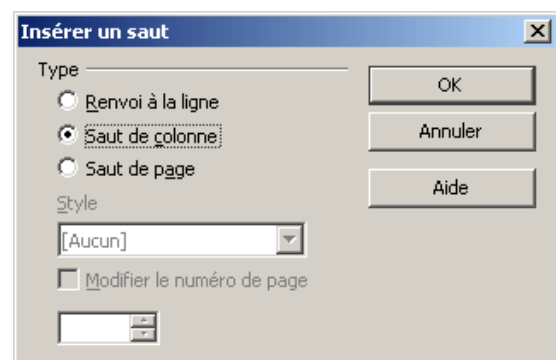 Insérer un saut
Type
Renvoi à la ligne
Saut de colonne
Saut de page
Style
[Aucun]
Modifier le numéro de page
OK
Annuler
Aide